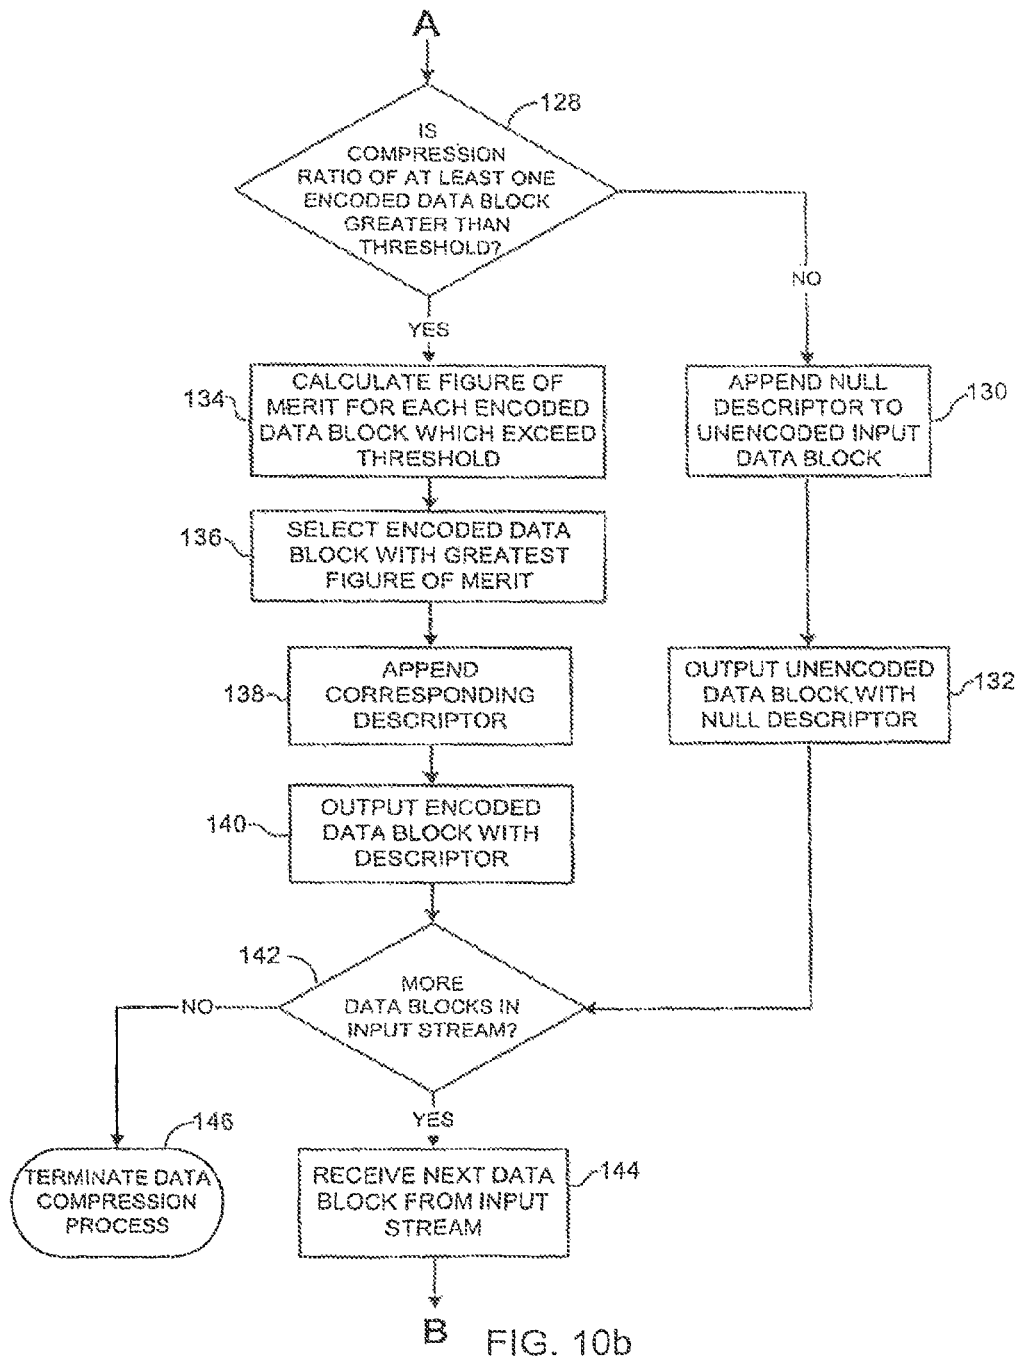 A
128
IS
COMPRESSION
RATIO OF AT LEAST ONE
ENCODED DATA BLOCK
GREATER THAN
THRESHOLD?
NO
YES
134
CALCULATE FIGURE OF
MERIT FOR EACH ENCODED
DATA BLOCK WHICH EXCEED
THRESHOLD
APPEND NULL
DESCRIPTOR TO
UNENCODED INPUT
DATA BLOCK
130
136
SELECT ENCODED DATA
BLOCK WITH GREATEST
FIGURE OF MERIT
138
APPEND
CORRESPONDING
DESCRIPTOR
OUTPUT UNENCODED
DATA BLOCK WITH
NULL DESCRIPTOR
132
140
OUTPUT ENCODED
DATA BLOCK WITH
DESCRIPTOR
142
MORE
DATA BLOCKS IN
INPUT STREAM?
NO
YES
146
TERMINATE DATA
COMPRESSION
PROCESS
RECEIVE NEXT DATA
BLOCK FROM INPUT
STREAM
144
B
FIG. 10b